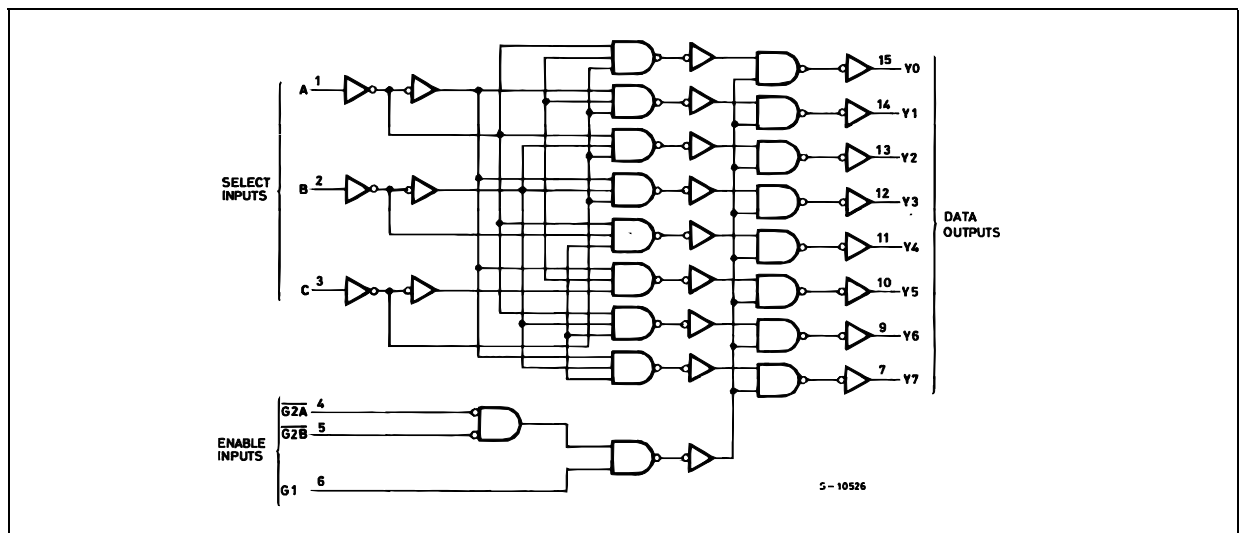 A 1
B 2
C 3
SELECT
INPUTS
G2A 4
G2B 5
G1 6
ENABLE
INPUTS
15 Y0
14 Y1
13 Y2
12 Y3
11 Y4
10 Y5
9 Y6
7 Y7
DATA
OUTPUTS
S-10526